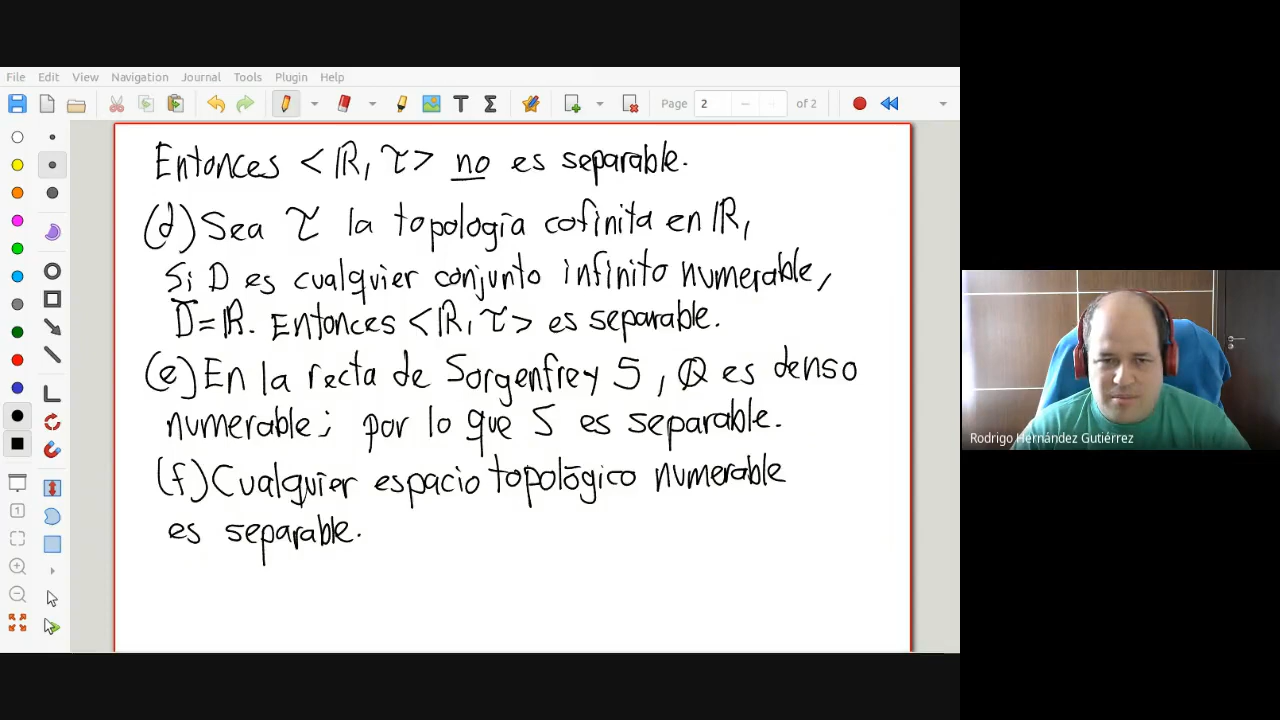 File Edit View Navigation Journal Tools Plugin Help
Page 2 of 2
Entonces <ℝ, τ> no es separable.
(d) Sea τ la topología cofinita en ℝ,
Si D es cualquier conjunto infinito numerable,
D̅=ℝ. Entonces <ℝ, τ> es separable.
(e) En la recta de Sorgenfrey S, ℚ es denso
numerable; por lo que S es separable.
(f) Cualquier espacio topológico numerable
es separable.
Rodrigo Hernández Gutiérrez